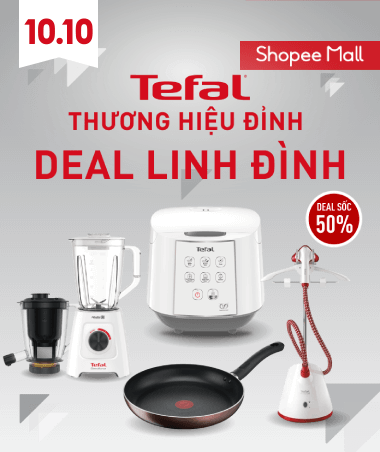 10.10
Shopee Mall
Tefal
THƯƠNG HIỆU ĐỈNH
DEAL LINH ĐÌNH
DEAL SỐC
50%
Tefal
Tefal